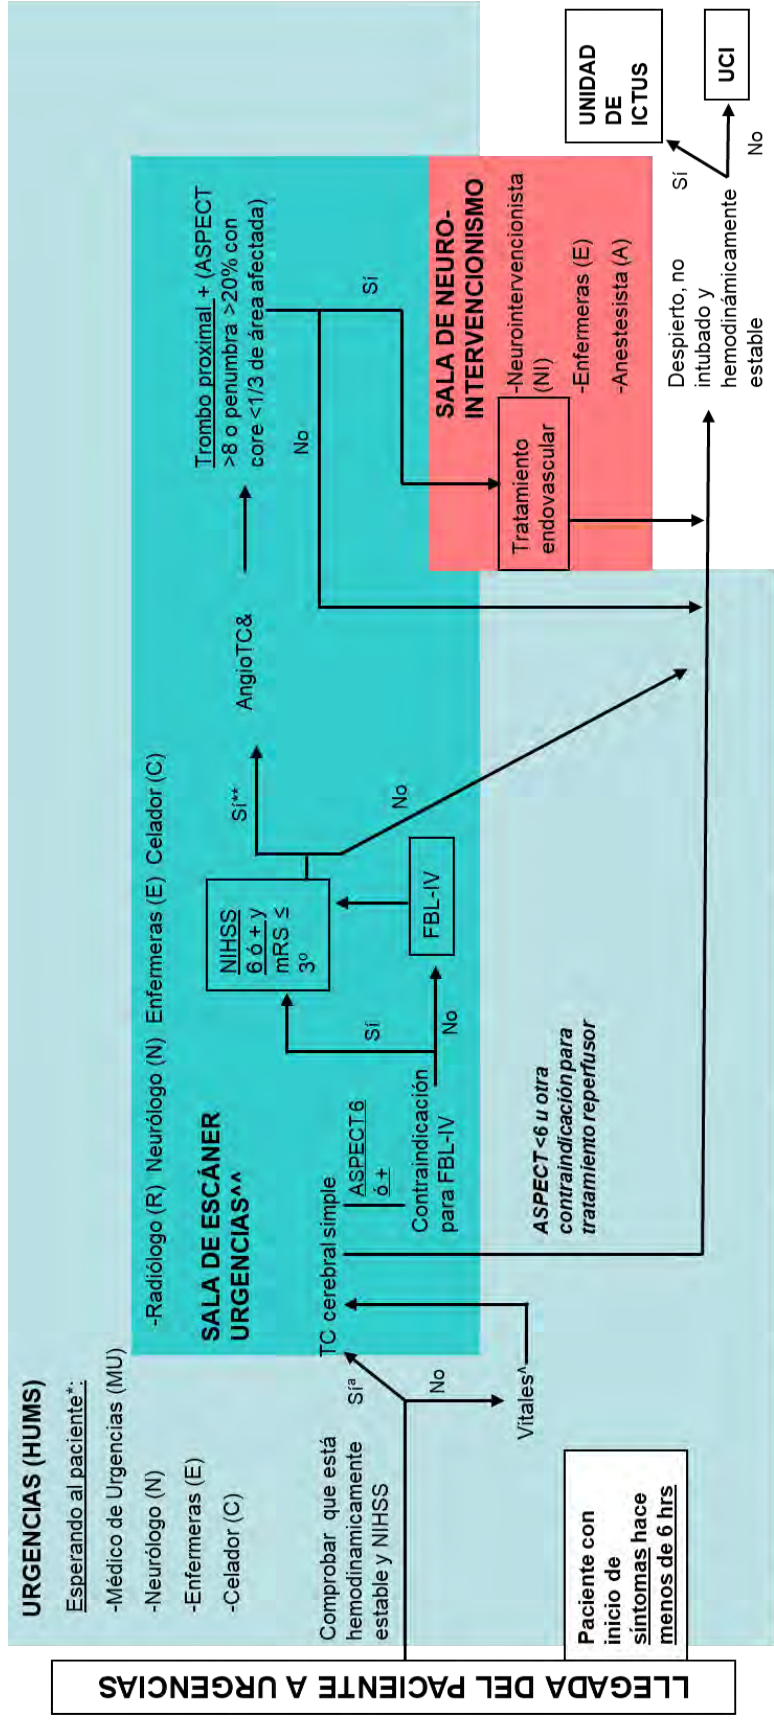 LLEGADA DEL PACIENTE A URGENCIAS
URGENCIAS (HUMS)
Esperando al paciente*:
-Médico de Urgencias (MU)
-Neurólogo (N)
-Enfermeras (E)
-Celador (C)
Comprobar que está
hemodinamicamente
estable y NIHSS
Síª
No
Vitales^
Paciente con
inicio de
síntomas hace
menos de 6 hrs
-Radiólogo (R) Neurólogo (N) Enfermeras (E) Celador (C)
SALA DE ESCÁNER
URGENCIAS^^
TC cerebral simple
ASPECT 6
ó +
Contraindicación
para FBL-IV
Sí
No
NIHSS
6 ó + y
mRS ≤
3º
FBL-IV
Sí**
No
AngioTC&
Trombo proximal + (ASPECT
>8 o penumbra >20% con
core <1/3 de área afectada)
No
Sí
ASPECT <6 u otra
contraindicación para
tratamiento reperfusor
SALA DE NEURO-
INTERVENCIONISMO
Tratamiento
endovascular
-Neurointervencionista
(NI)
-Enfermeras (E)
-Anestesista (A)
Despierto, no
intubado y
hemodinámicamente
estable
Sí
No
UNIDAD
DE
ICTUS
UCI